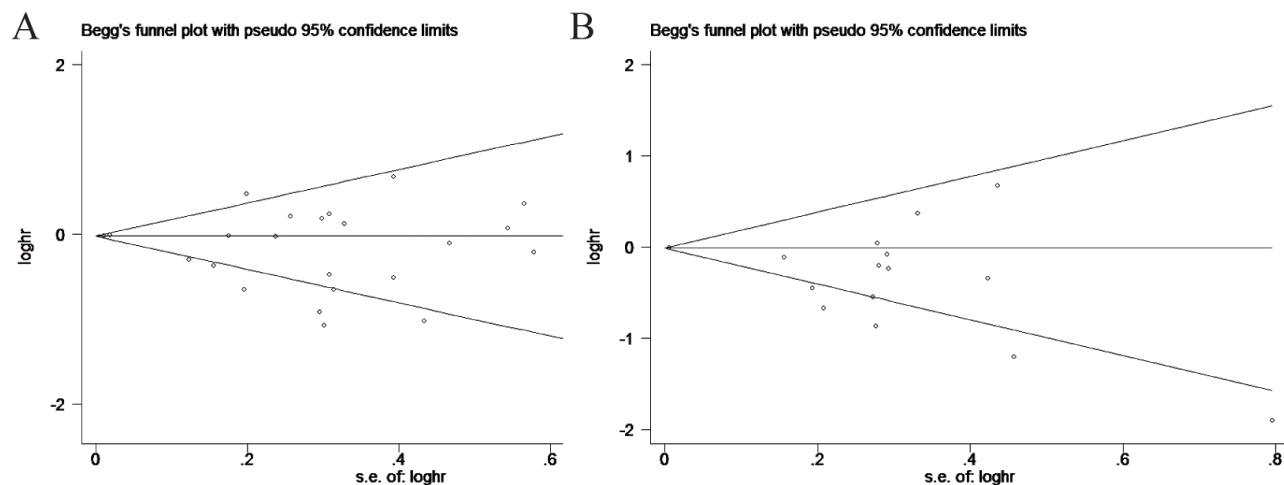 A
Begg's funnel plot with pseudo 95% confidence limits
2
0
-2
loghr
0
.2
.4
.6
s.e. of: loghr
B
Begg's funnel plot with pseudo 95% confidence limits
2
1
0
-1
-2
loghr
0
.2
.4
.6
.8
s.e. of: loghr